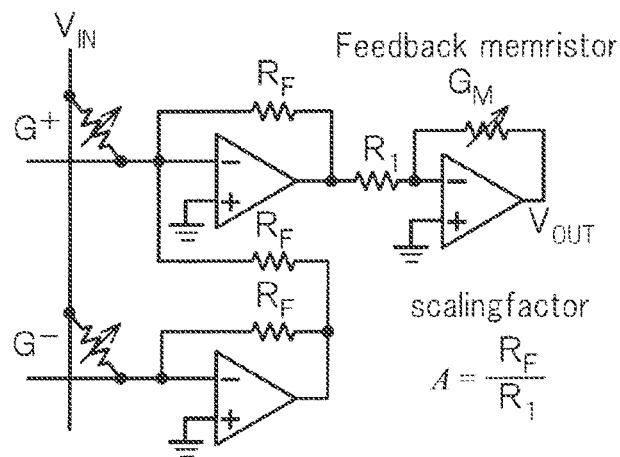 V_IN
Feedback memristor
G_M
R_F
G+
R_1
−
+
−
+
V_OUT
R_F
R_F
G−
−
+
scalingfactor
A = R_F / R_1